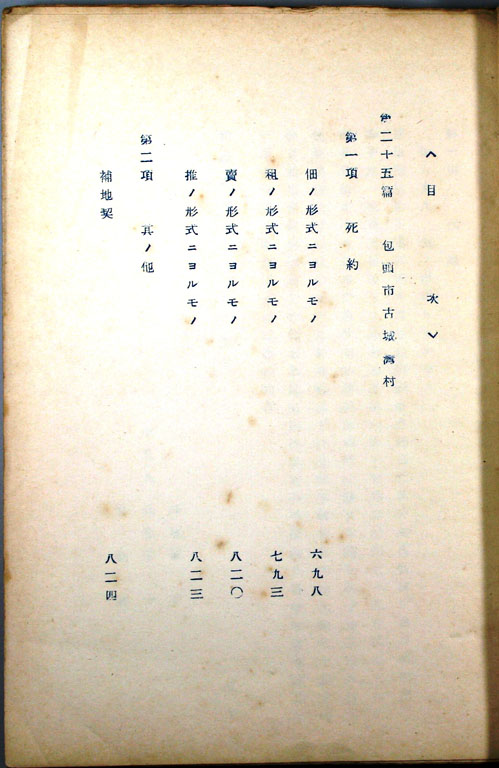 〈目次〉
第二十五篇 包頭市古城灣村
第一項 死約
佃ノ形式ニヨルモノ 六九八
租ノ形式ニヨルモノ 七九三
賣ノ形式ニヨルモノ 八二〇
推ノ形式ニヨルモノ 八二三
第二項 其ノ他
補地契 八二四